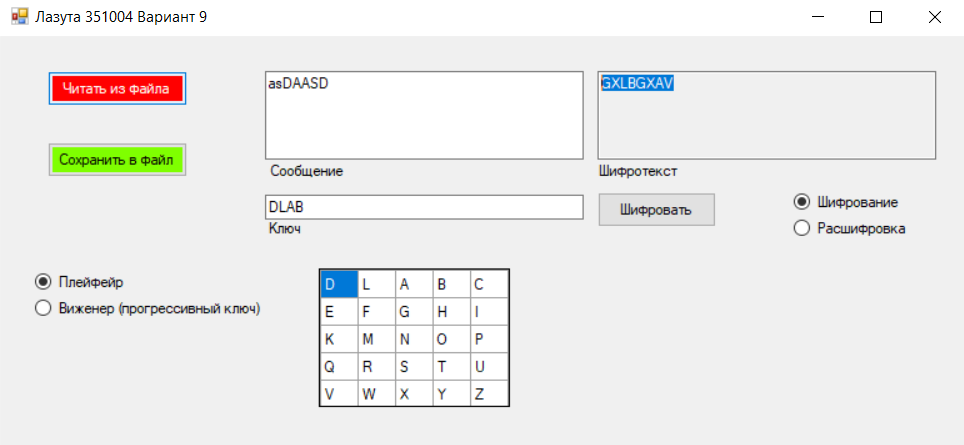 Лазута 351004 Вариант 9
Читать из файла
asDAASD
GXLBGXAV
Сохранить в файл
Сообщение
Шифротекст
DLAB
Шифровать
Шифрование
Ключ
Расшифровка
Плейфейр
Виженер (прогрессивный ключ)
D L A B C
E F G H I
K M N O P
Q R S T U
V W X Y Z